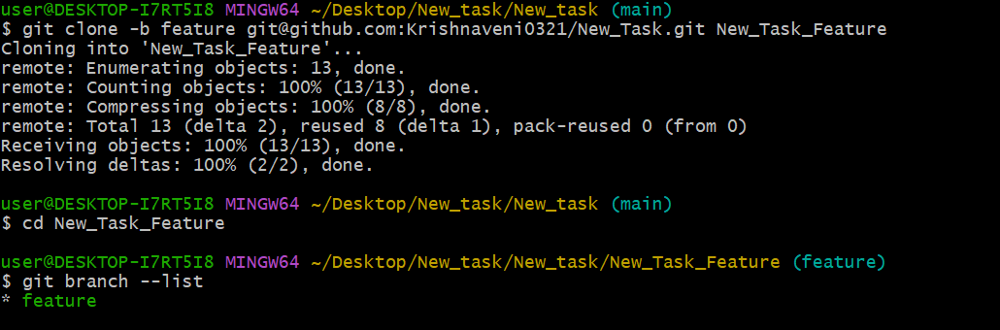 user@DESKTOP-I7RT5I8 MINGW64 ~/Desktop/New_task/New_task (main)
$ git clone -b feature git@github.com:Krishnaveni0321/New_Task.git New_Task_Feature
Cloning into 'New_Task_Feature'...
remote: Enumerating objects: 13, done.
remote: Counting objects: 100% (13/13), done.
remote: Compressing objects: 100% (8/8), done.
remote: Total 13 (delta 2), reused 8 (delta 1), pack-reused 0 (from 0)
Receiving objects: 100% (13/13), done.
Resolving deltas: 100% (2/2), done.
user@DESKTOP-I7RT5I8 MINGW64 ~/Desktop/New_task/New_task (main)
$ cd New_Task_Feature
user@DESKTOP-I7RT5I8 MINGW64 ~/Desktop/New_task/New_task/New_Task_Feature (feature)
$ git branch --list
* feature